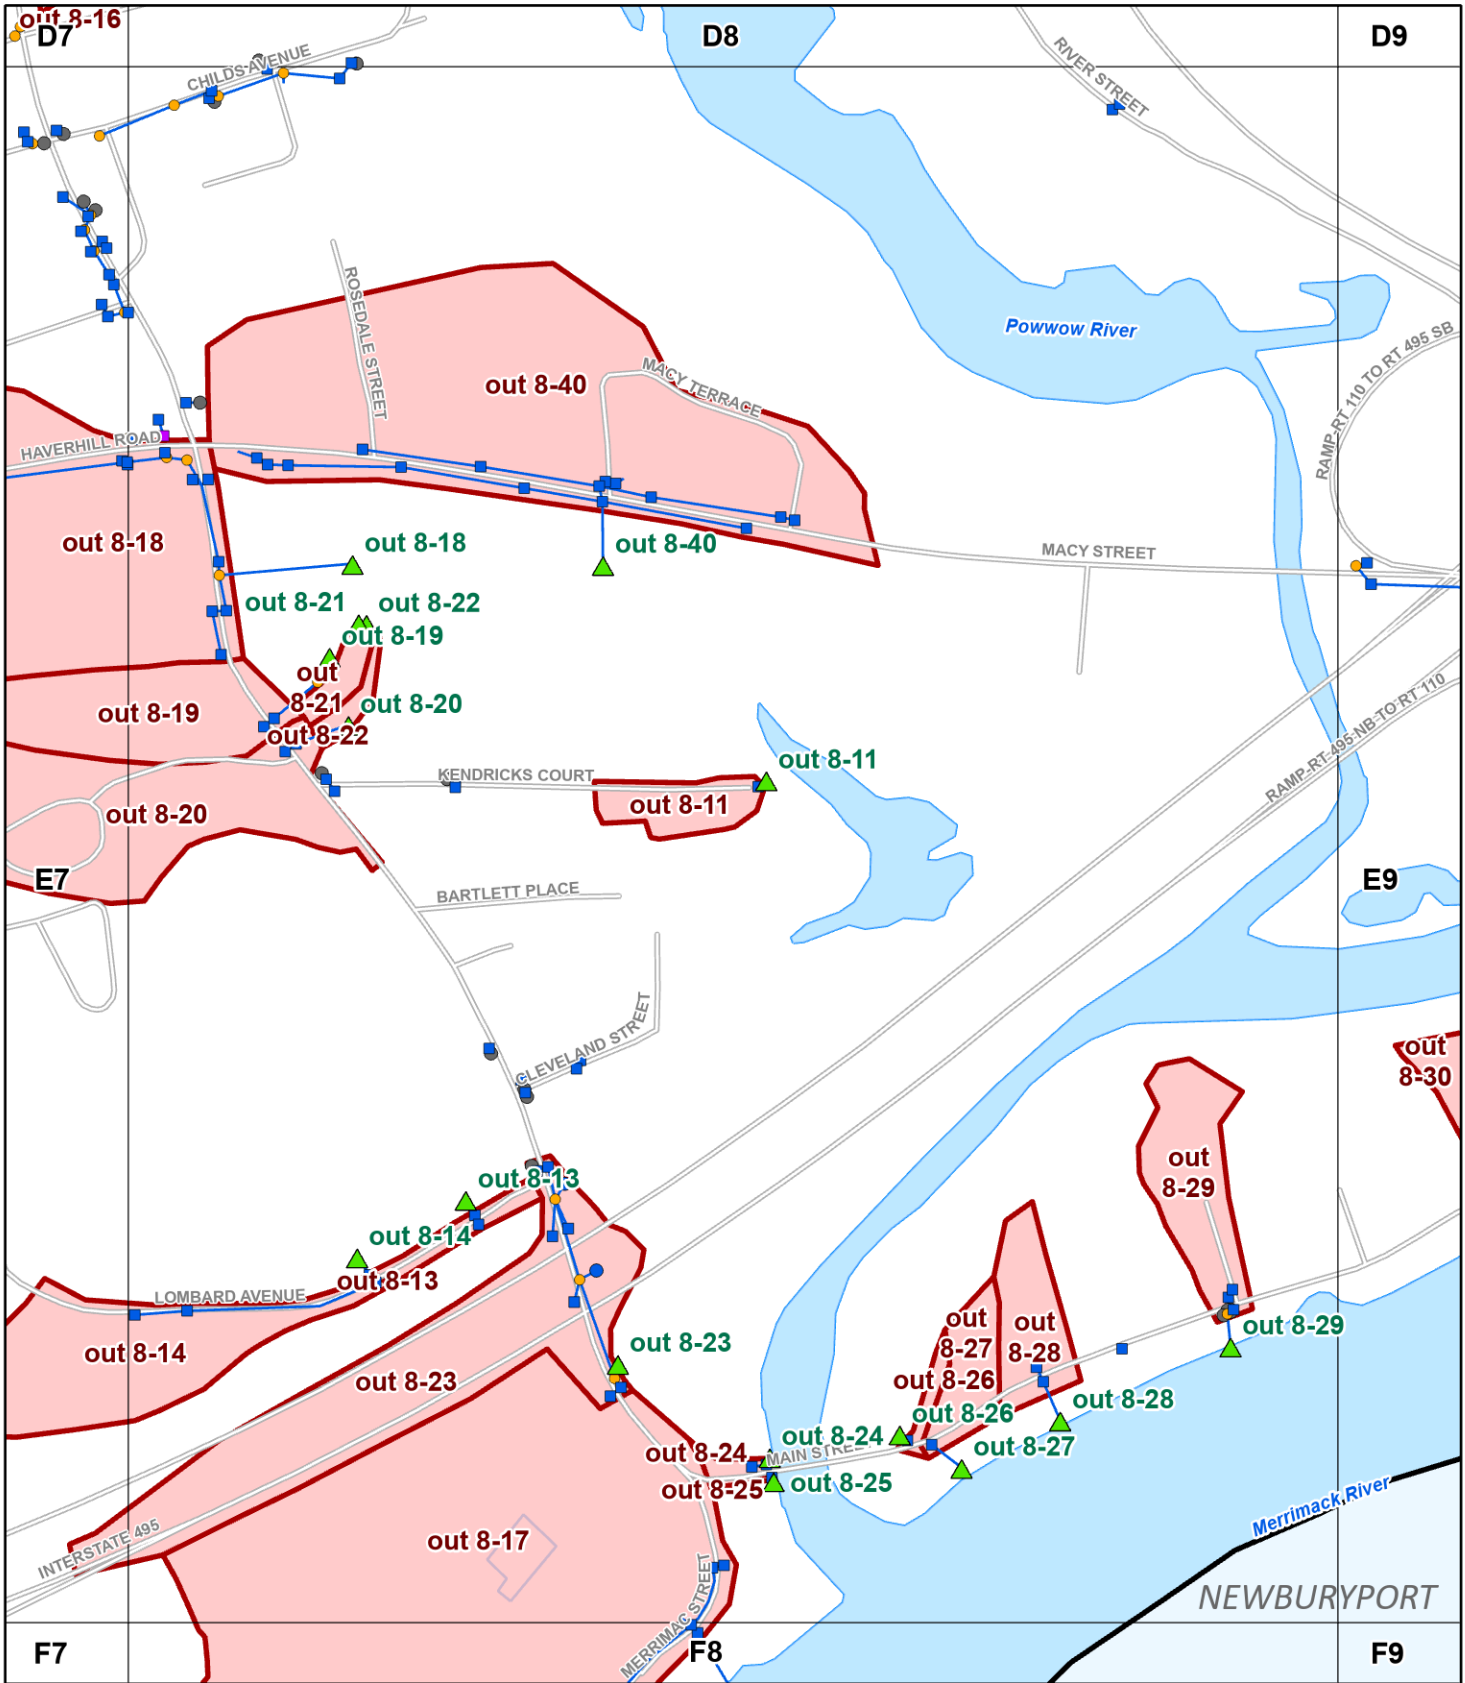 out 8-16
D7
D8
D9
CHILDS AVENUE
RIVER STREET
ROSEDALE STREET
Powwow River
RAMP-RT 110 TO RT 495 SB
out 8-40
MACY TERRACE
HAVERHILL ROAD
out 8-18
out 8-18
out 8-40
MACY STREET
out 8-21
out 8-22
out 8-19
out
8-21
out 8-20
out 8-19
out 8-22
RAMP-RT 495 NB TO RT 110
out 8-11
KENDRICKS COURT
out 8-11
out 8-20
E7
E9
BARTLETT PLACE
CLEVELAND STREET
out
8-30
out 8-13
out
8-29
out 8-14
out 8-13
LOMBARD AVENUE
out 8-14
out 8-23
out 8-23
out
8-27
out
8-28
out 8-29
out 8-26
out 8-28
out 8-26
out 8-24
out 8-27
out 8-24
MAIN STREE
out 8-25
out 8-25
Merrimack River
INTERSTATE 495
out 8-17
MERRIMAC STREET
NEWBURYPORT
F7
F8
F9